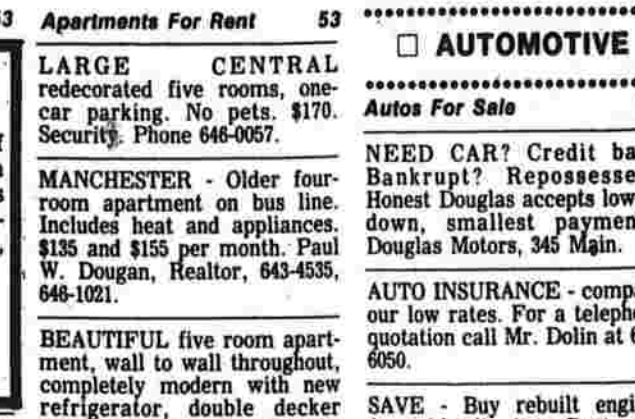 53
Apartments For Rent 53
LARGE CENTRAL
redecorated five rooms, one-
car parking. No pets. $170.
Security. Phone 646-0057.
MANCHESTER - Older four-
room apartment on bus line.
Includes heat and appliances.
$135 and $155 per month. Paul
W. Dougan, Realtor, 643-4535,
646-1021.
BEAUTIFUL five room apart-
ment, wall to wall throughout,
completely modern with new
refrigerator, double decker
□ AUTOMOTIVE
Autos For Sale
NEED CAR? Credit ba
Bankrupt? Repossesse
Honest Douglas accepts low
down, smallest paymen
Douglas Motors, 345 Main.
AUTO INSURANCE - comp
our low rates. For a teleph
quotation call Mr. Dolin at 6
6050.
SAVE - Buy rebuilt engi